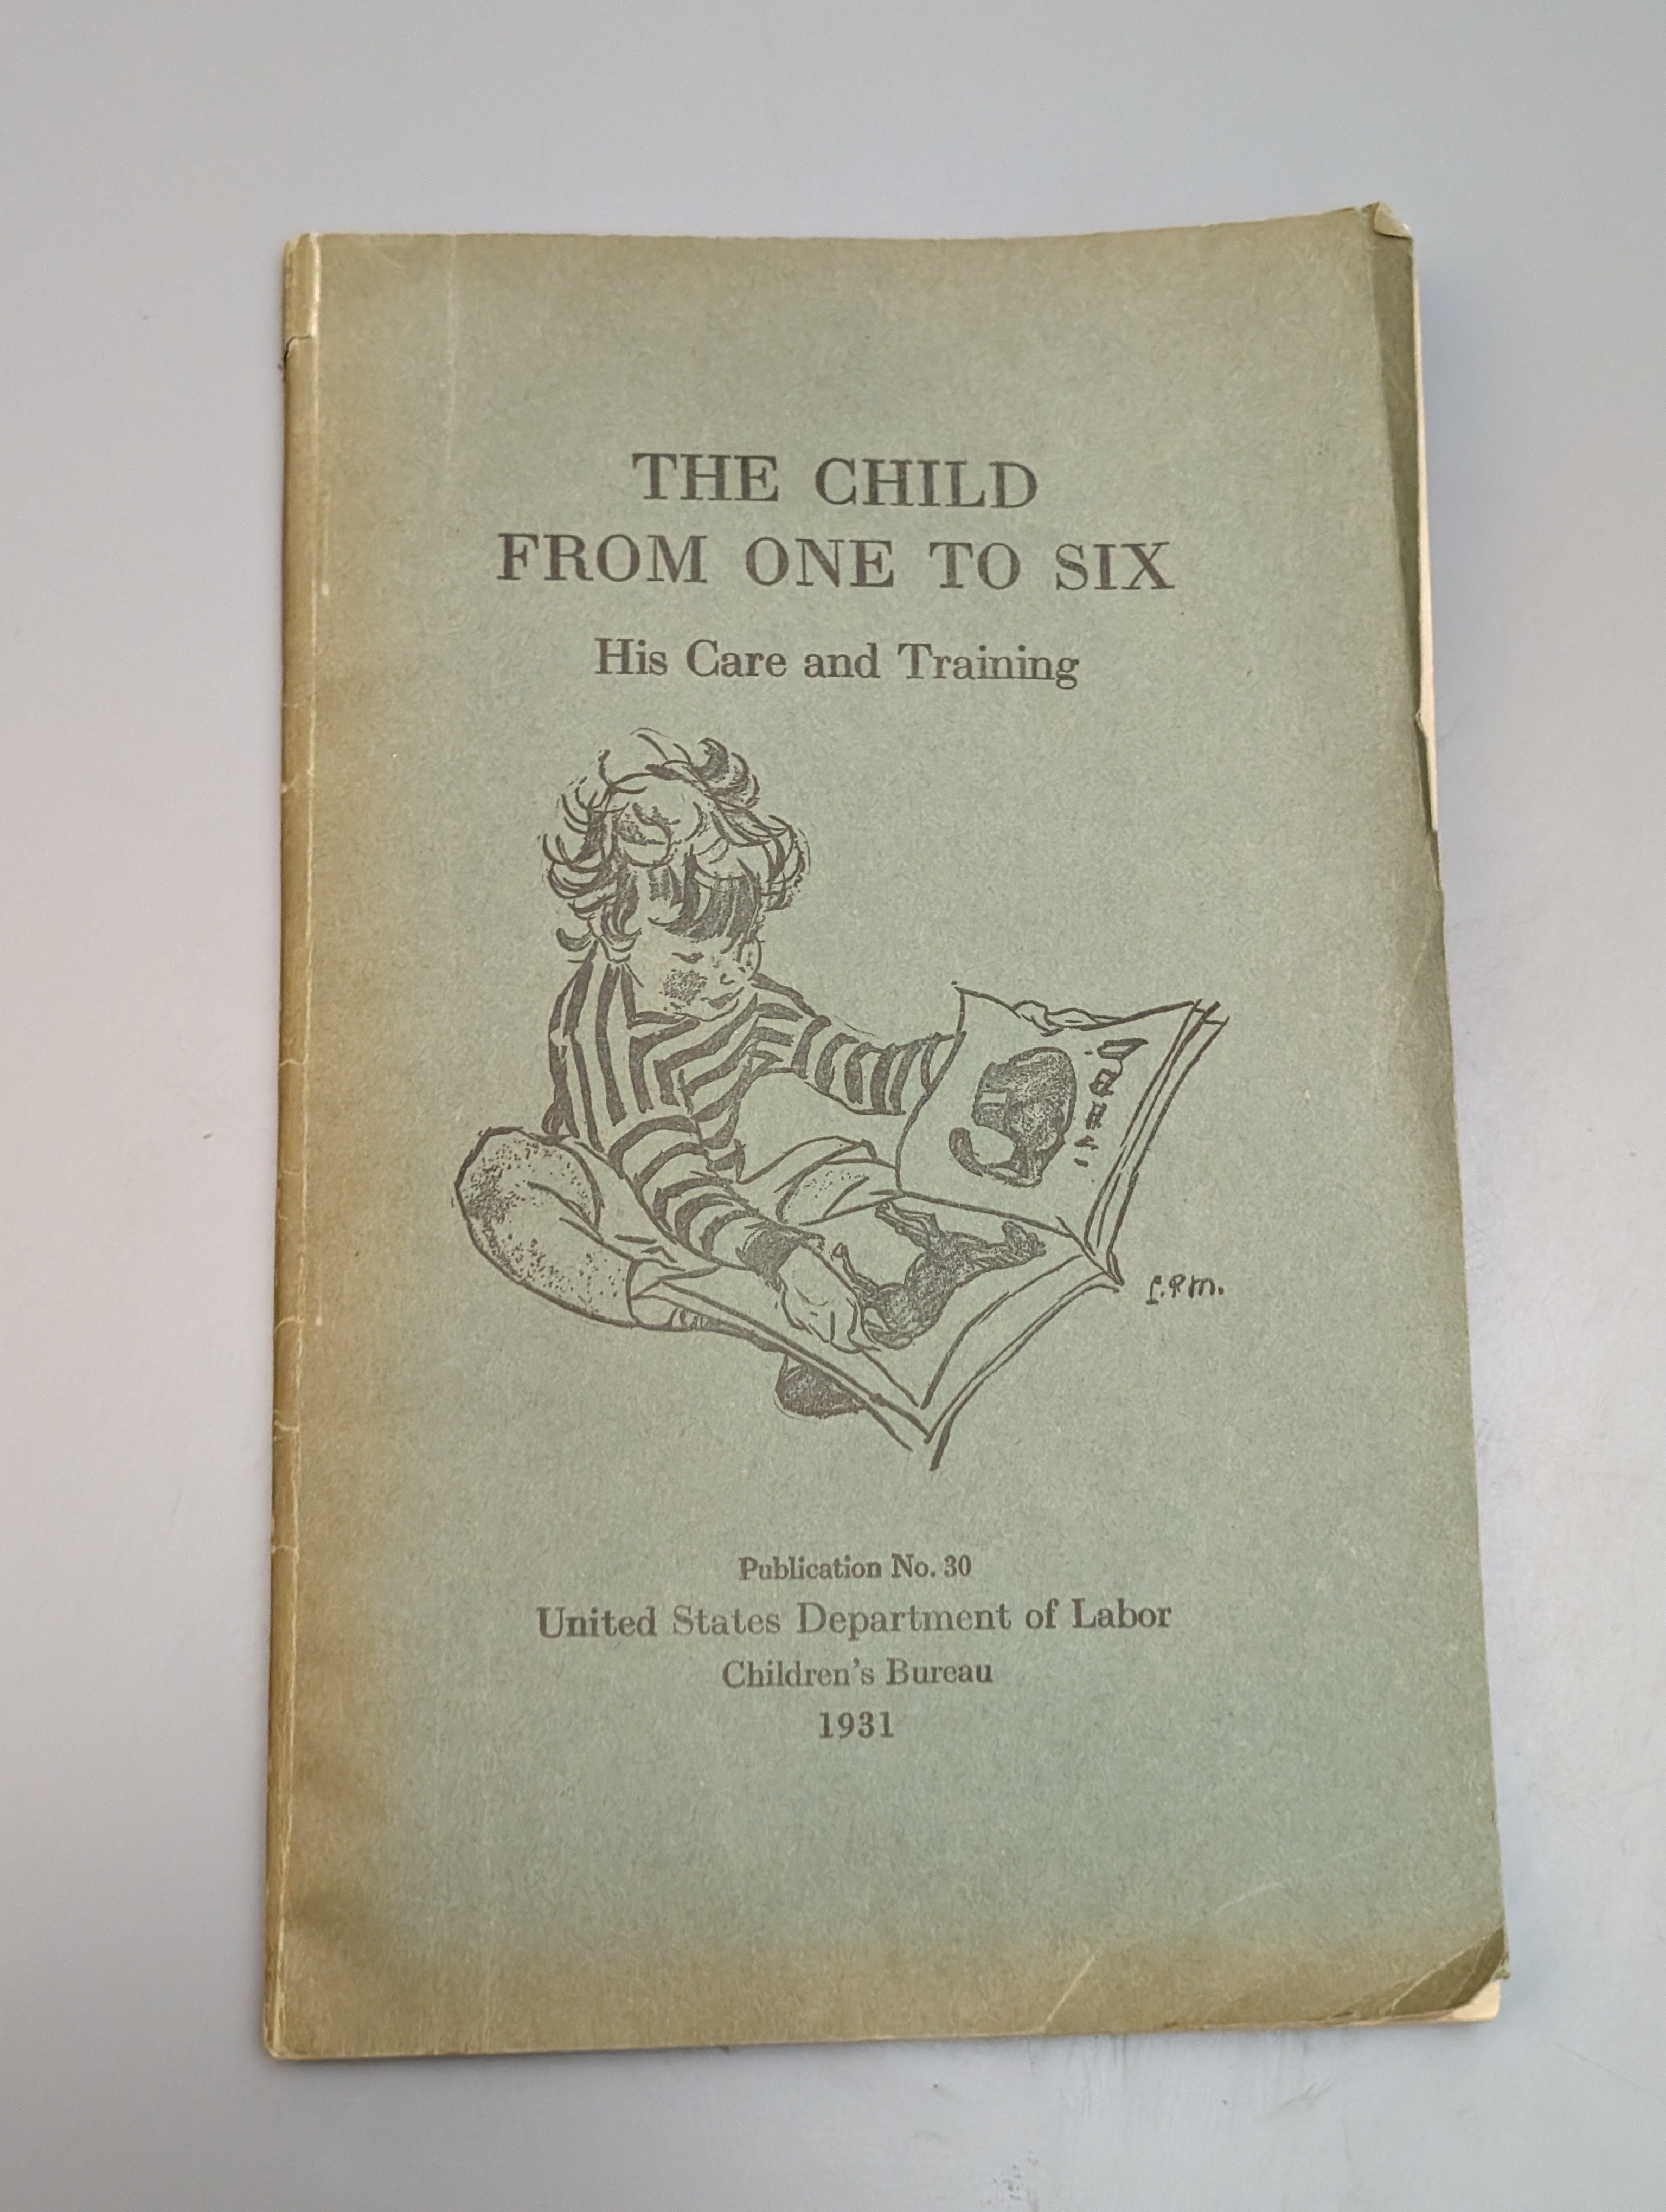 THE CHILD
FROM ONE TO SIX
His Care and Training
Publication No. 30
United States Department of Labor
Children's Bureau
1931